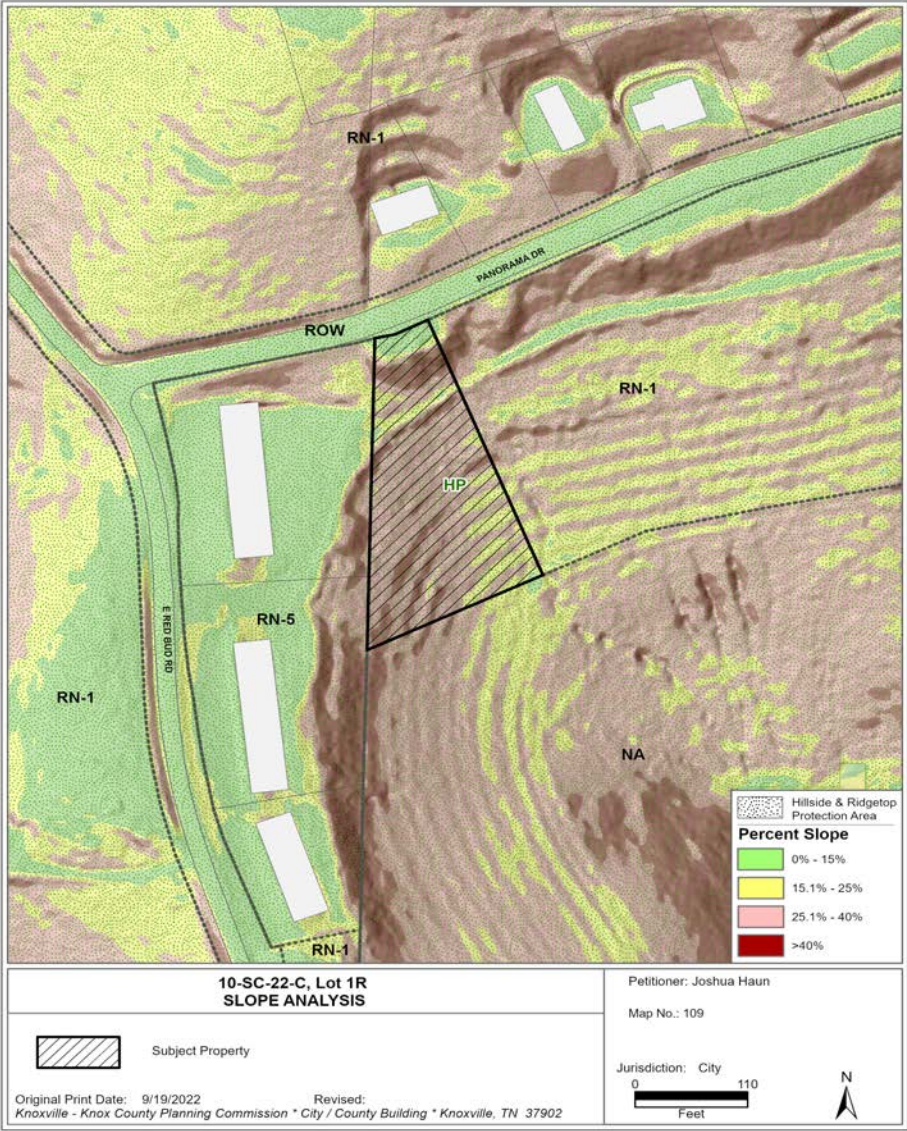 RN-1
PANORAMA DR
ROW
RN-1
HP
E RED BUD RD
RN-5
RN-1
NA
RN-1
Hillside & Ridgetop
Protection Area
Percent Slope
0% - 15%
15.1% - 25%
25.1% - 40%
>40%
10-SC-22-C, Lot 1R
SLOPE ANALYSIS
Subject Property
Original Print Date: 9/19/2022 Revised:
Knoxville - Knox County Planning Commission * City / County Building * Knoxville, TN 37902
Petitioner: Joshua Haun
Map No.: 109
Jurisdiction: City
0 110
Feet
N